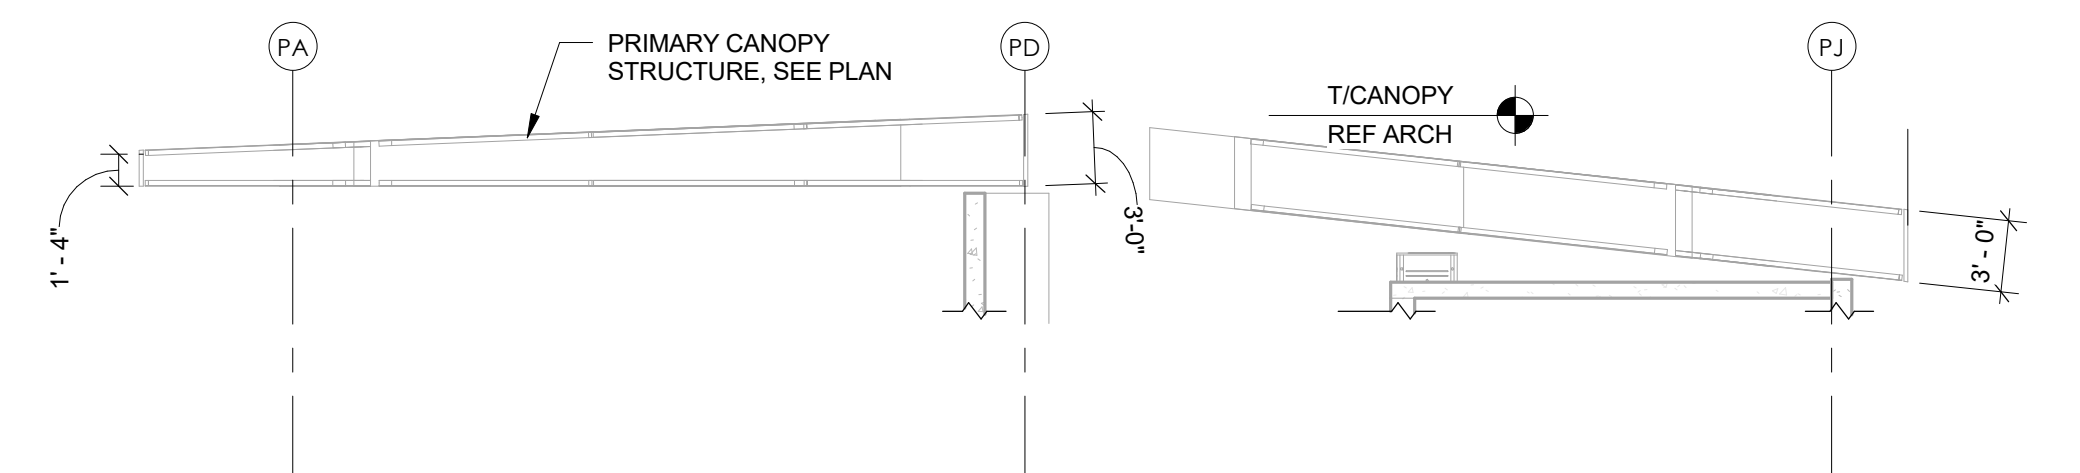 PA
PRIMARY CANOPY
STRUCTURE, SEE PLAN
PD
PJ
T/CANOPY
REF ARCH
1' - 4"
3'-0"
3' - 0"